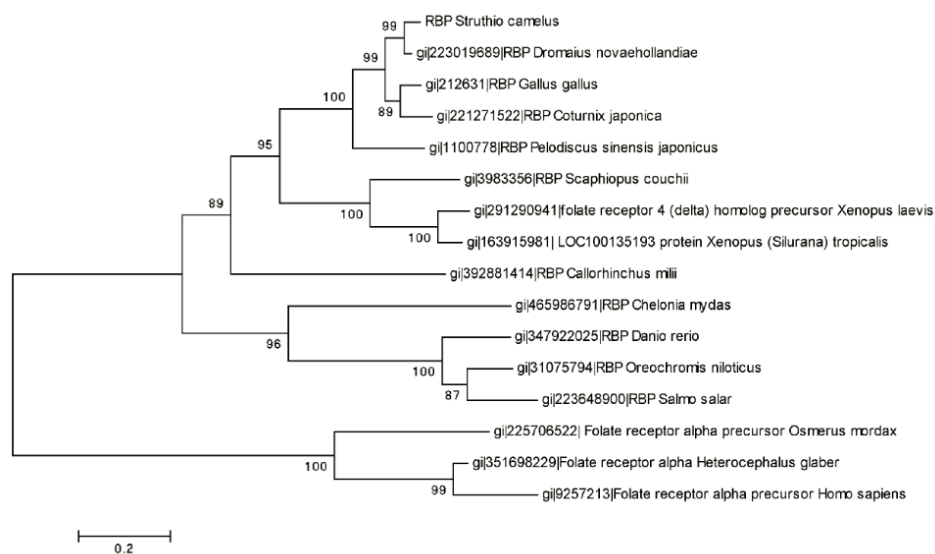 99
RBP Struthio camelus
99
gi|223019689|RBP Dromaius novaehollandiae
gi|212631|RBP Gallus gallus
100
89
gi|221271522|RBP Coturnix japonica
95
gi|1100778|RBP Pelodiscus sinensis japonicus
gi|3983356|RBP Scaphiopus couchii
89
100
gi|291290941|folate receptor 4 (delta) homolog precursor Xenopus laevis
100
gi|163915981| LOC100135193 protein Xenopus (Silurana) tropicalis
gi|392881414|RBP Callorhinchus milii
gi|465986791|RBP Chelonia mydas
96
gi|347922025|RBP Danio rerio
100
gi|31075794|RBP Oreochromis niloticus
87
gi|223648900|RBP Salmo salar
gi|225706522| Folate receptor alpha precursor Osmerus mordax
100
gi|351698229|Folate receptor alpha Heterocephalus glaber
99
gi|9257213|Folate receptor alpha precursor Homo sapiens
0.2